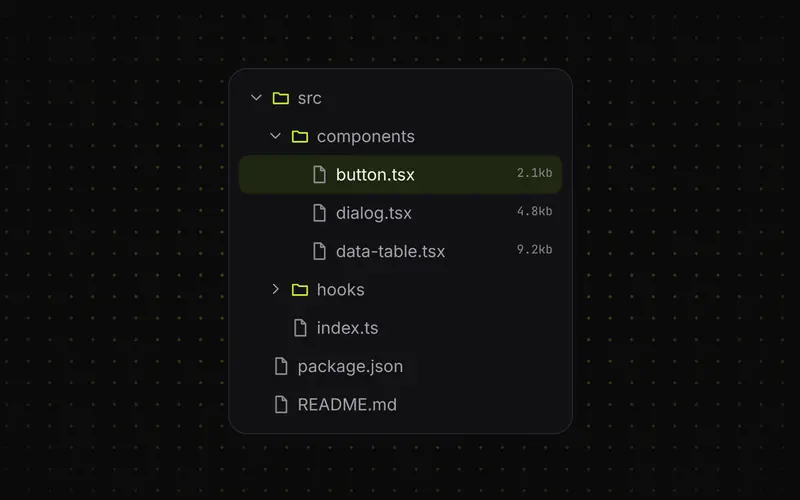 src
components
button.tsx 2.1kb
dialog.tsx 4.8kb
data-table.tsx 9.2kb
hooks
index.ts
package.json
README.md